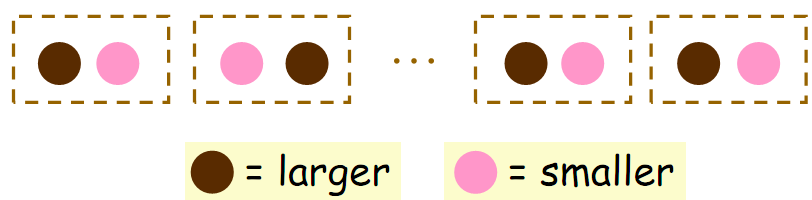 ...
= larger = smaller